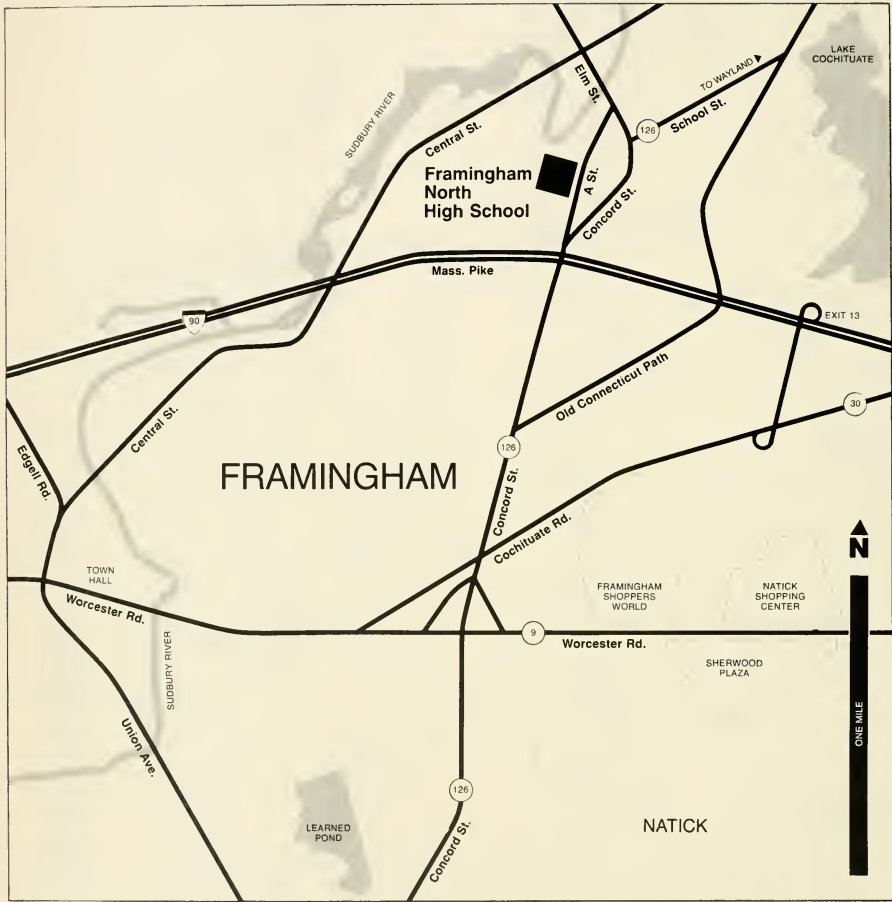 LAKE
COCHITUATE
TO WAYLAND
Elm St.
126
School St.
SUDBURY RIVER
Central St.
Framingham
North
High School
A St.
Concord St.
Mass. Pike
90
EXIT 13
Old Connecticut Path
30
Central St.
Edgell Rd.
126
FRAMINGHAM
Concord St.
Cochituate Rd.
N
TOWN
HALL
Worcester Rd.
FRAMINGHAM
SHOPPERS
WORLD
NATICK
SHOPPING
CENTER
9
Worcester Rd.
SHERWOOD
PLAZA
SUDBURY RIVER
ONE MILE
Union Ave.
126
LEARNED
POND
Concord St.
NATICK